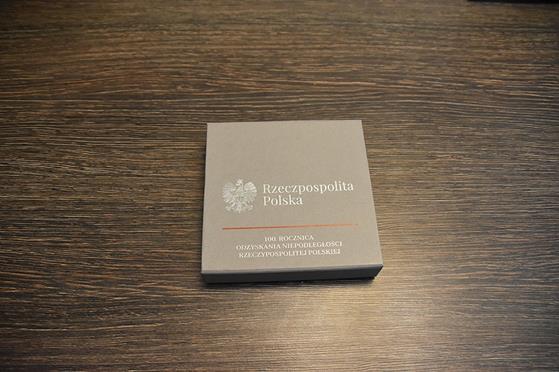 Rzeczpospolita
Polska
100. ROCZNICA
ODZYSKANIA NIEPODLEGŁOŚCI
RZECZYPOSPOLITEJ POLSKIEJ